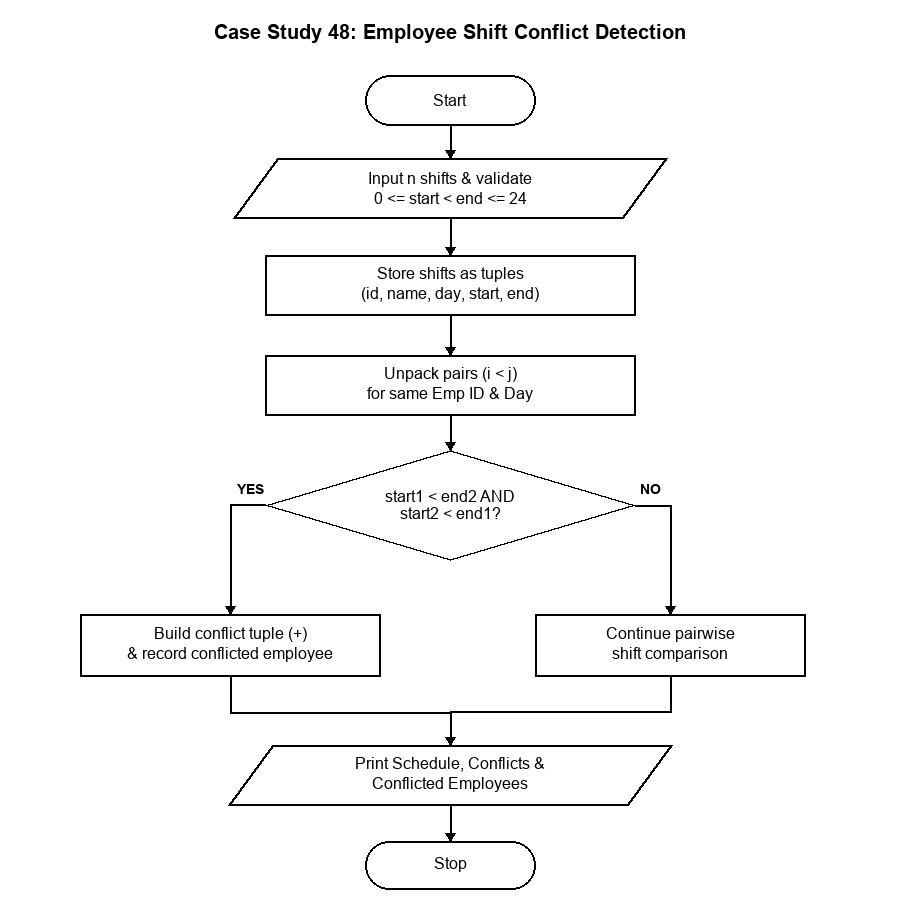 Case Study 48: Employee Shift Conflict Detection
Start
Input n shifts & validate
0 <= start < end <= 24
Store shifts as tuples
(id, name, day, start, end)
Unpack pairs (i < j)
for same Emp ID & Day
start1 < end2 AND
start2 < end1?
YES
NO
Build conflict tuple (+)
& record conflicted employee
Continue pairwise
shift comparison
Print Schedule, Conflicts &
Conflicted Employees
Stop